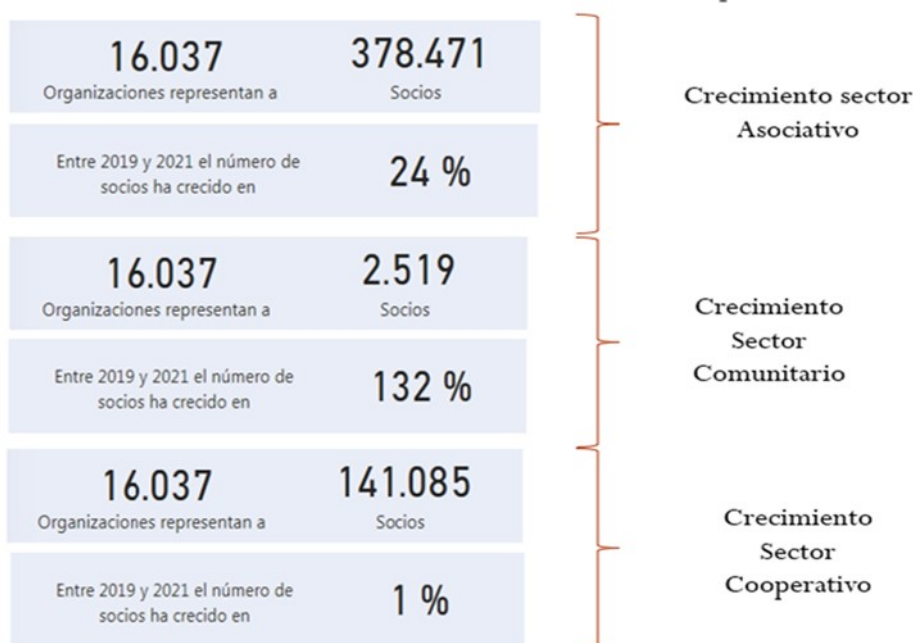 16.037 378.471
Organizaciones representan a Socios
Crecimiento sector
Asociativo
Entre 2019 y 2021 el número de
socios ha crecido en
24 %
16.037 2.519
Organizaciones representan a Socios
Crecimiento
Sector
Comunitario
Entre 2019 y 2021 el número de
socios ha crecido en
132 %
16.037 141.085
Organizaciones representan a Socios
Crecimiento
Sector
Cooperativo
Entre 2019 y 2021 el número de
socios ha crecido en
1 %